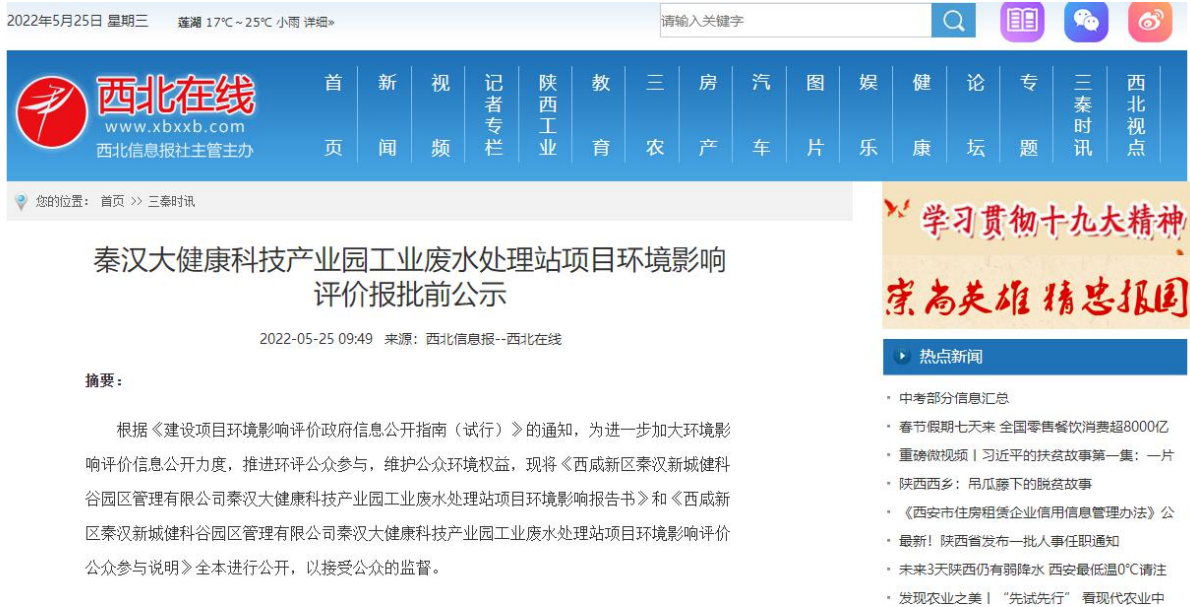 2022年5月25日 星期三 莲湖 17℃~25℃ 小雨 详细»
请输入关键字
西北在线
www.xbxxb.com
西北信息报社主管主办
首页 新闻 视频 记者专栏 陕西工业 教育 三农 房产 汽车 图片 娱乐 健康 论坛 专题 三秦时讯 西北视点
您的位置: 首页 >> 三秦时讯
秦汉大健康科技产业园工业废水处理站项目环境影响
评价报批前公示
2022-05-25 09:49 来源：西北信息报--西北在线
摘要：
根据《建设项目环境影响评价政府信息公开指南（试行）》的通知，为进一步加大环境影
响评价信息公开力度，推进环评公众参与，维护公众环境权益，现将《西咸新区秦汉新城健科
谷园区管理有限公司秦汉大健康科技产业园工业废水处理站项目环境影响报告书》和《西咸新
区秦汉新城健科谷园区管理有限公司秦汉大健康科技产业园工业废水处理站项目环境影响评价
公众参与说明》全本进行公开，以接受公众的监督。
学习贯彻十九大精神
崇尚英雄 精忠报国
热点新闻
中考部分信息汇总
春节假期七天来 全国零售餐饮消费超8000亿
重磅微视频丨习近平的扶贫故事第一集：一片
陕西西乡：吊瓜藤下的脱贫故事
《西安市住房租赁企业信用信息管理办法》公
最新！陕西省发布一批人事任职通知
未来3天陕西仍有弱降水 西安最低温0℃请注
发现农业之美丨“先试先行” 看现代农业中